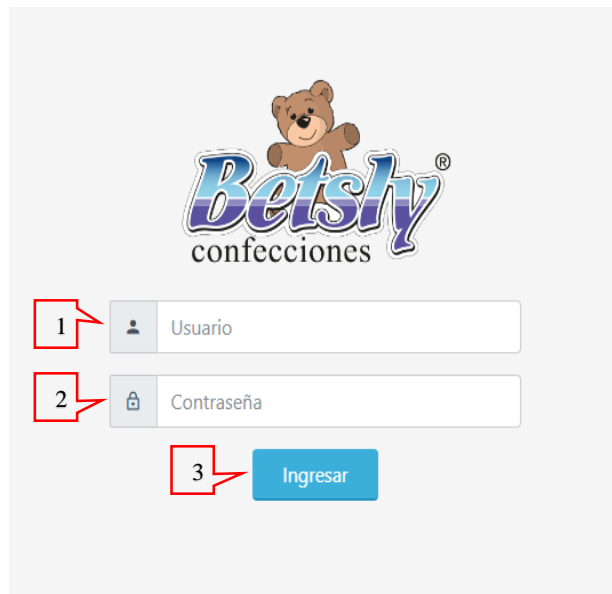 Betsly®
confecciones
1
Usuario
2
Contraseña
3
Ingresar